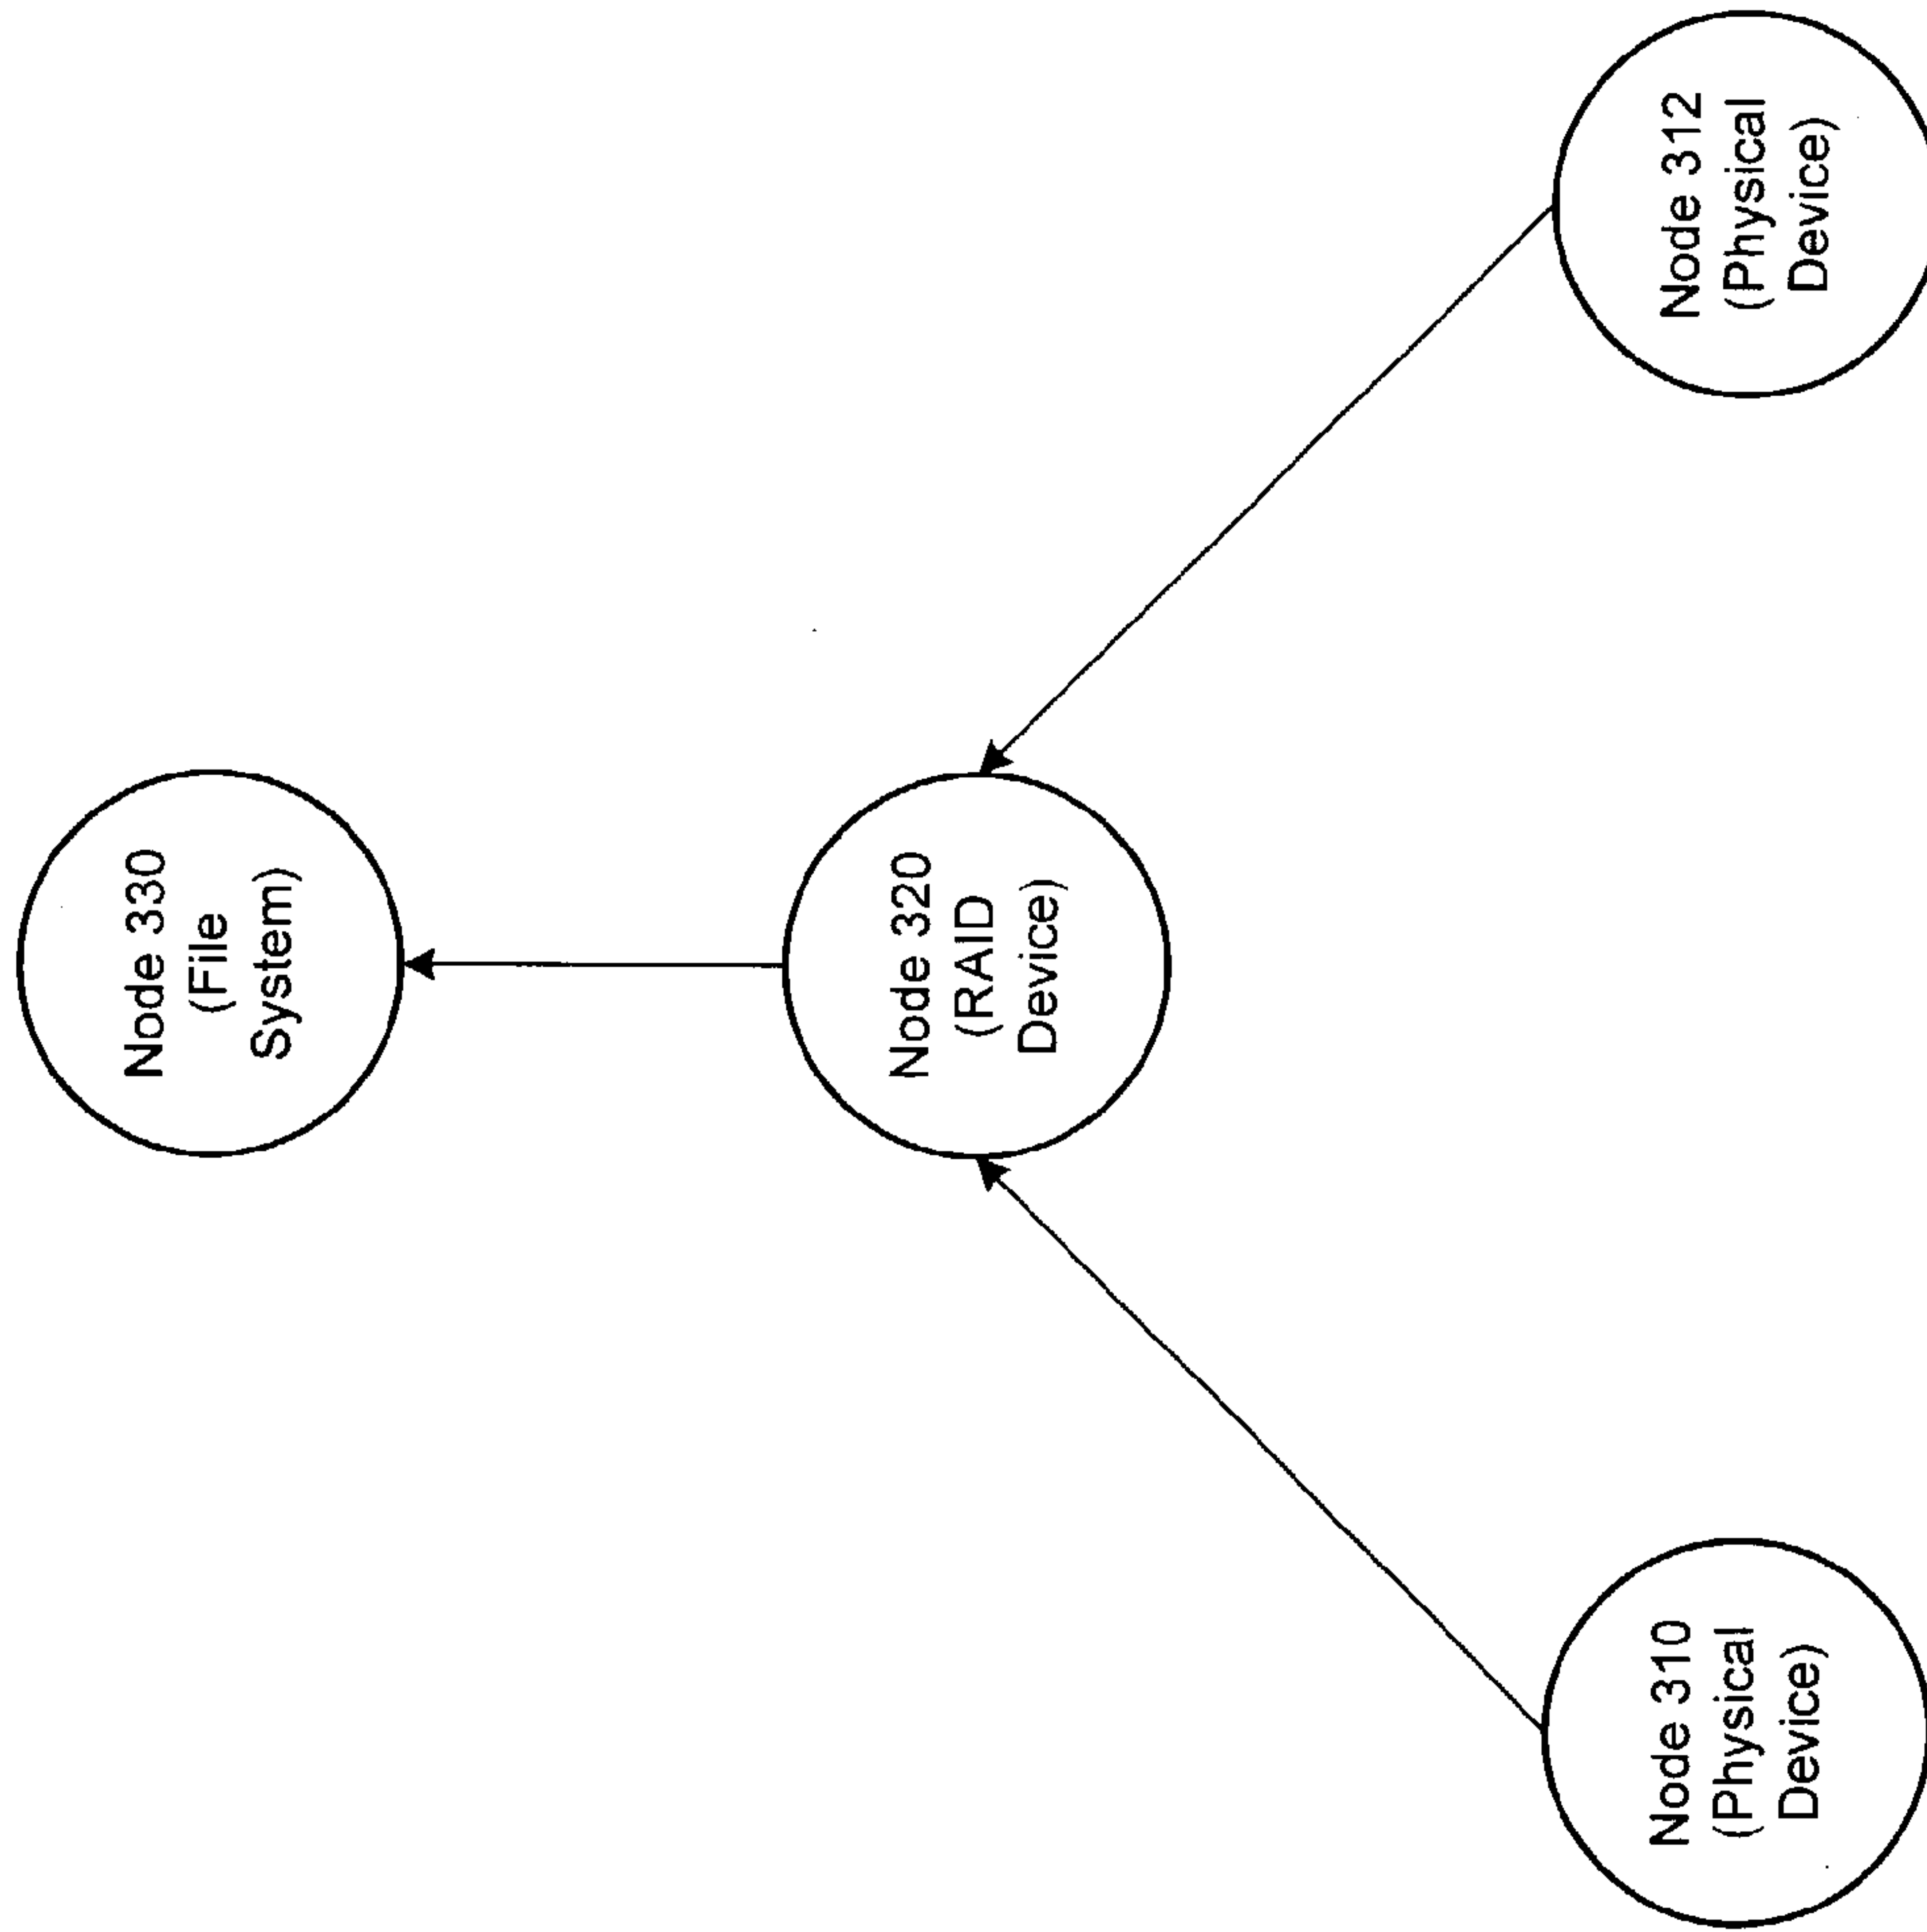 Node 330
(File
System)
Node 320
(RAID
Device)
Node 310
(Physical
Device)
Node 312
(Physical
Device)